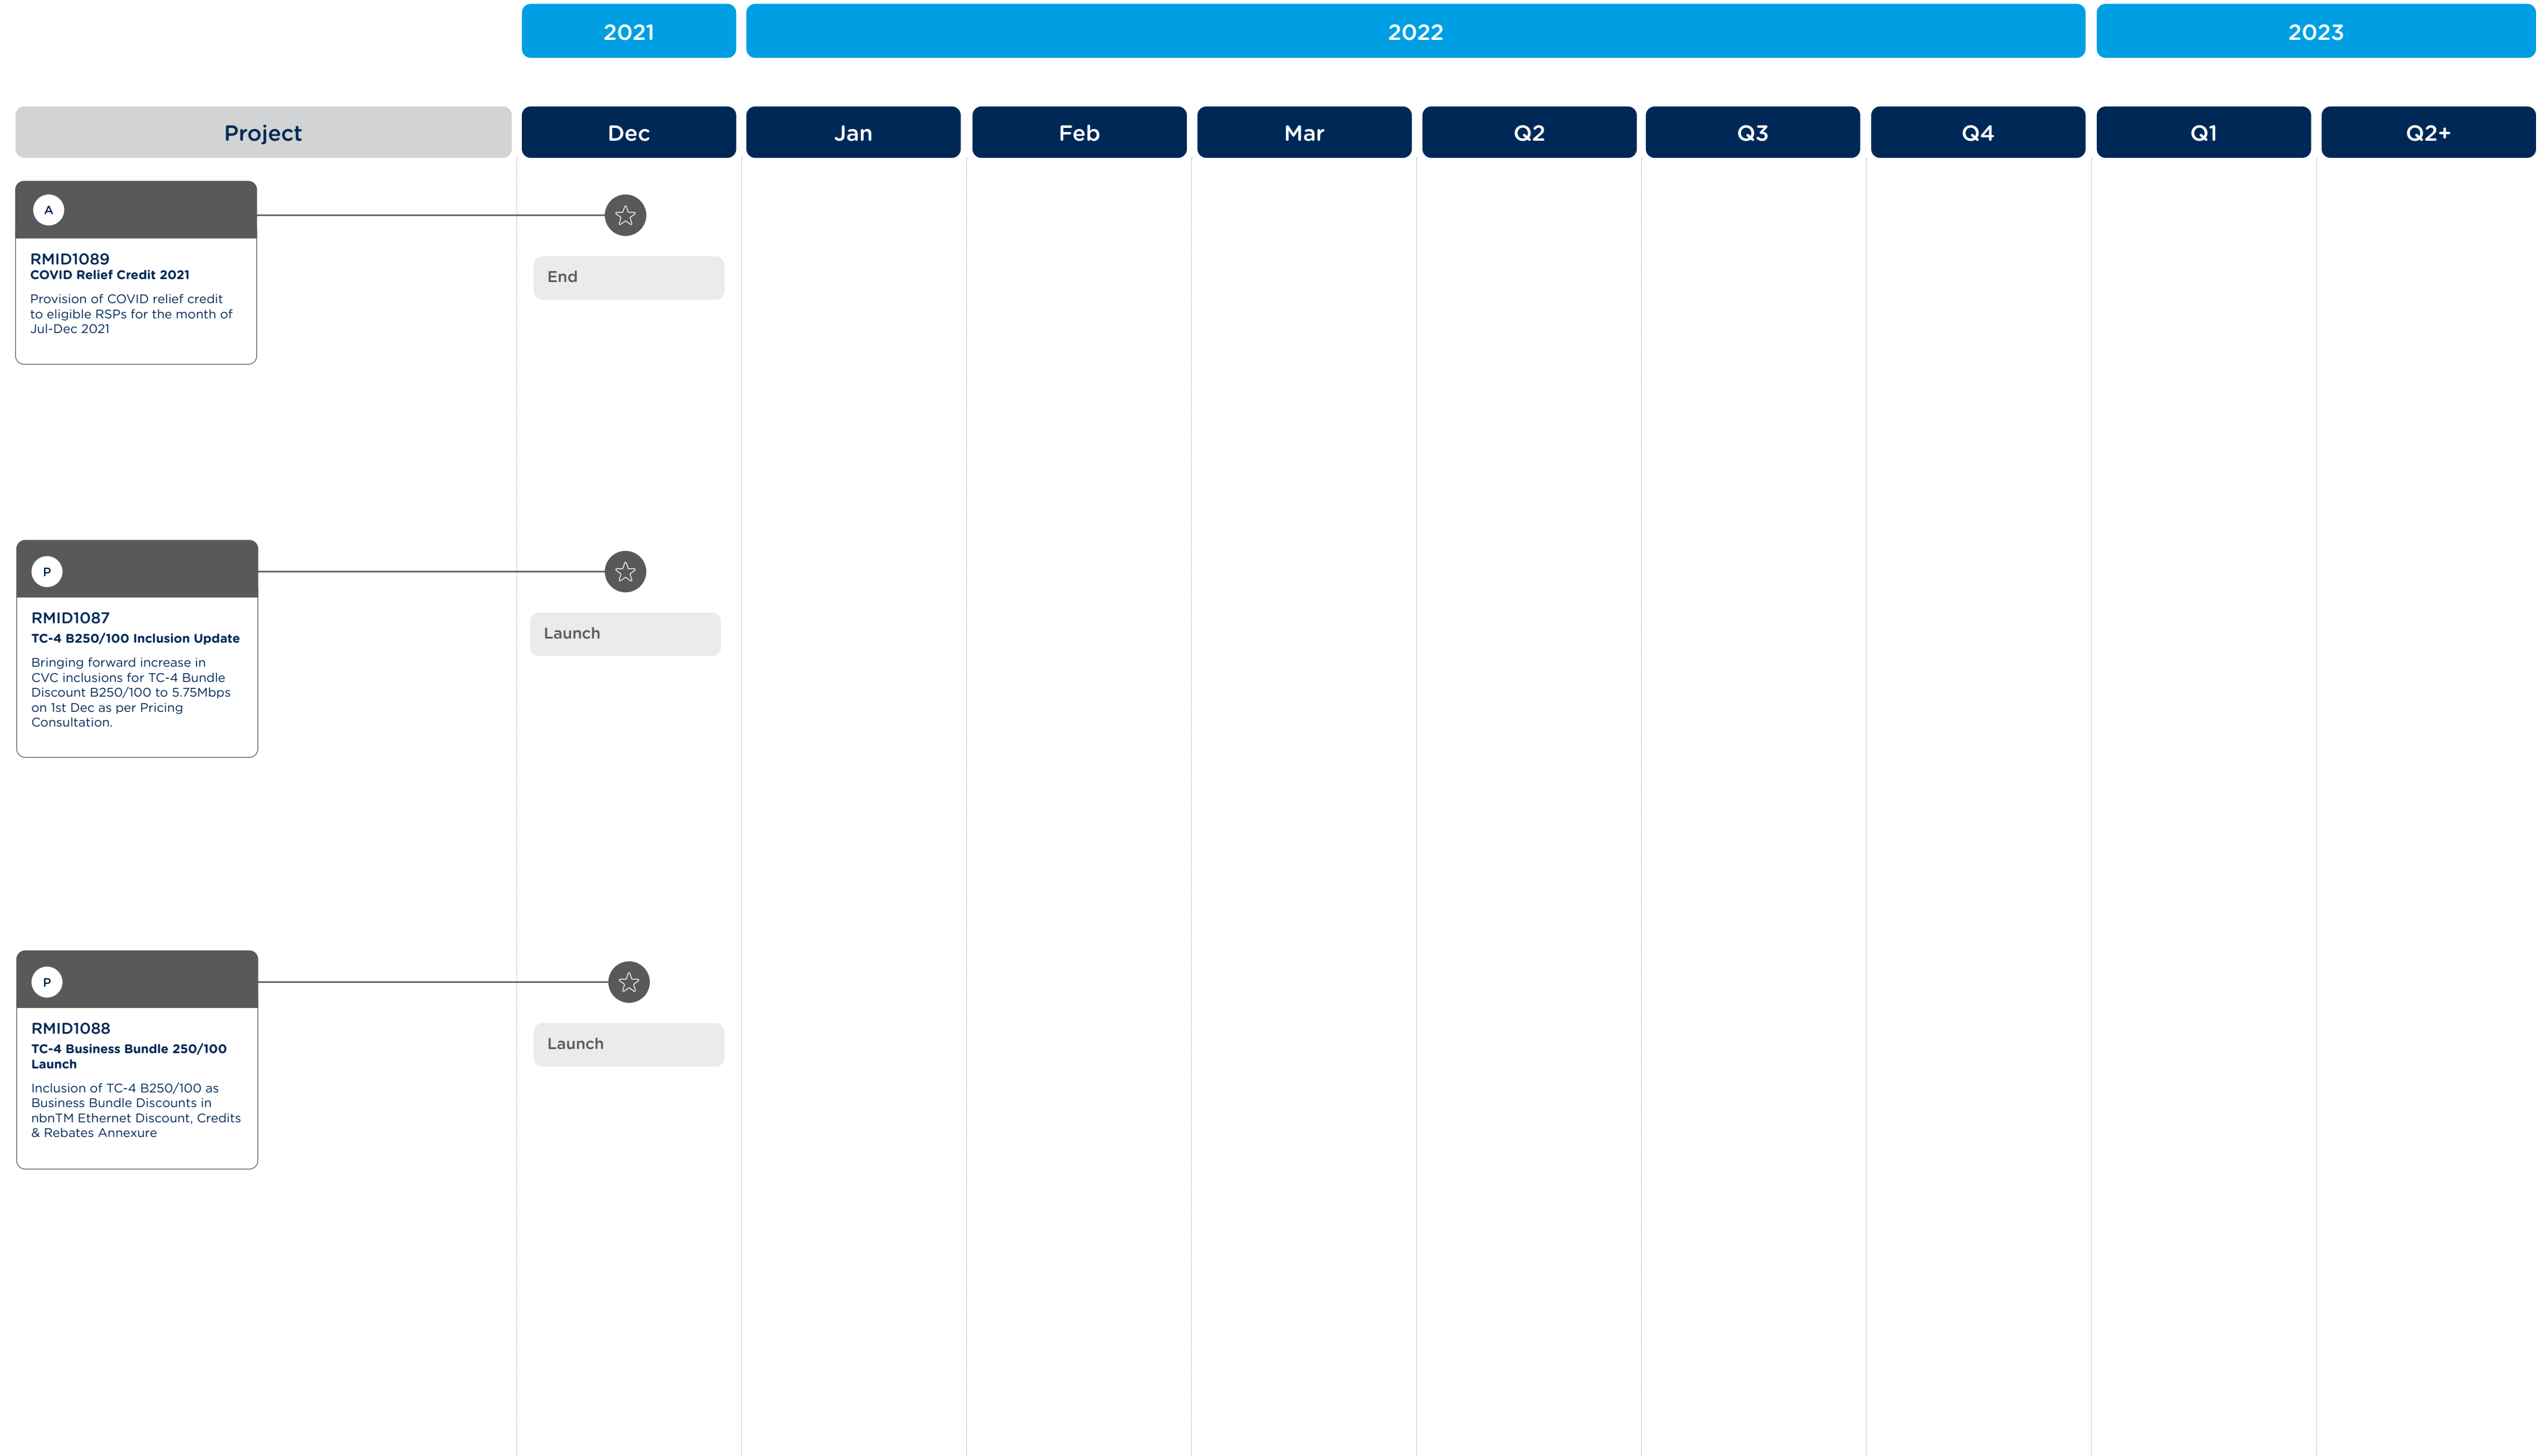 2021
2022
2023
Project
Dec
Jan
Feb
Mar
Q2
Q3
Q4
Q1
Q2+
A
RMID1089
COVID Relief Credit 2021
Provision of COVID relief credit
to eligible RSPs for the month of
Jul-Dec 2021
End
P
RMID1087
TC-4 B250/100 Inclusion Update
Bringing forward increase in
CVC inclusions for TC-4 Bundle
Discount B250/100 to 5.75Mbps
on 1st Dec as per Pricing
Consultation.
Launch
P
RMID1088
TC-4 Business Bundle 250/100
Launch
Inclusion of TC-4 B250/100 as
Business Bundle Discounts in
nbnTM Ethernet Discount, Credits
& Rebates Annexure
Launch